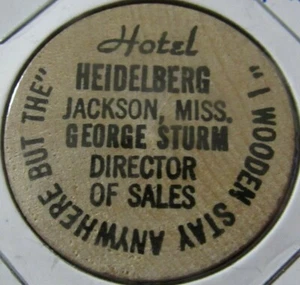 "I WOODEN STAY ANYWHERE BUT THE"
Hotel
HEIDELBERG
JACKSON, MISS.
GEORGE STURM
DIRECTOR
OF SALES